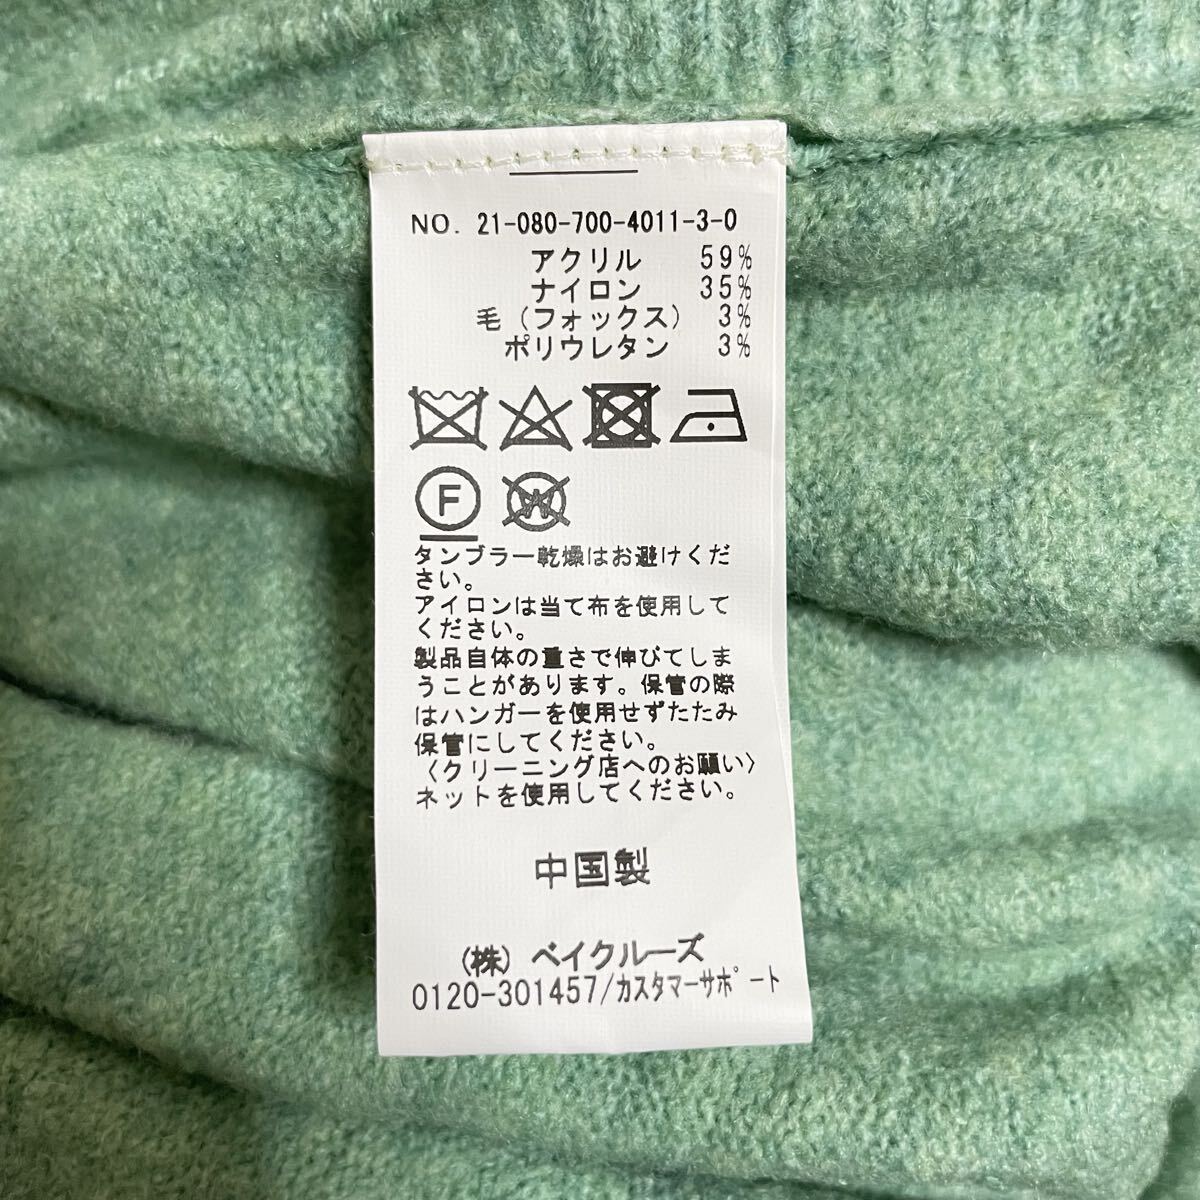 NO. 21-080-700-4011-3-0
アクリル 59%
ナイロン 35%
毛(フォックス) 3%
ポリウレタン 3%
F W
タンブラー乾燥はお避けくだ
さい。
アイロンは当て布を使用して
ください。
製品自体の重さで伸びてしま
うことがあります。保管の際
はハンガーを使用せずたたみ
保管にしてください。
〈クリーニング店へのお願い〉
ネットを使用してください。
中国製
(株)ベイクルーズ
0120-301457/カスタマーサポート